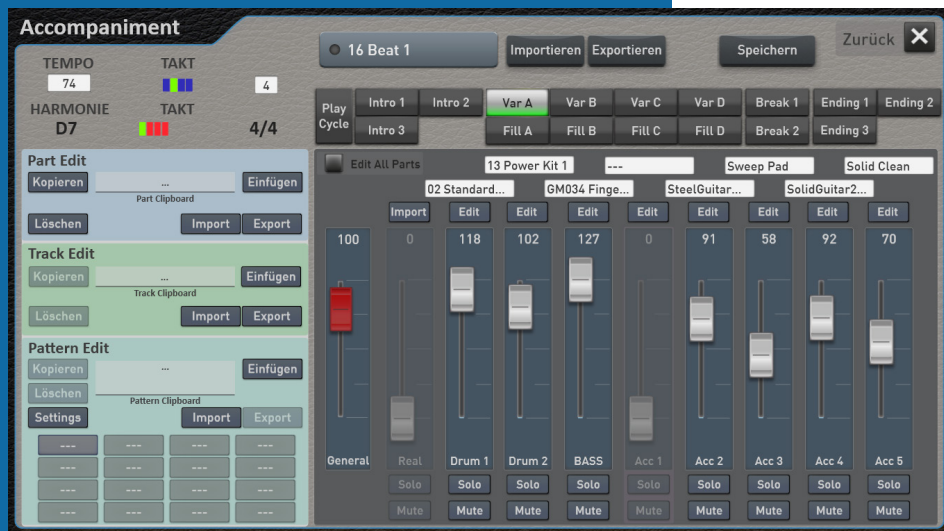 Accompaniment
16 Beat 1
Importieren
Exportieren
Speichern
Zurück
TEMPO TAKT
74 4
HARMONIE TAKT
D7 4/4
Play Cycle
Intro 1 Intro 2 Var A Var B Var C Var D Break 1 Ending 1 Ending 2
Intro 3 Fill A Fill B Fill C Fill D Break 2 Ending 3
Part Edit
Kopieren ... Einfügen
Part Clipboard
Löschen Import Export
Track Edit
Kopieren ... Einfügen
Track Clipboard
Löschen Import Export
Pattern Edit
Kopieren ... Einfügen
Löschen
Pattern Clipboard
Settings Import Export
--- --- --- ---
--- --- --- ---
--- --- --- ---
--- --- --- ---
Edit All Parts
13 Power Kit 1 --- Sweep Pad Solid Clean
02 Standard... GM034 Finge... SteelGuitar... SolidGuitar2...
Import Edit Edit Edit Edit Edit Edit Edit Edit
100 0 118 102 127 0 91 58 92 70
General Real Drum 1 Drum 2 BASS Acc 1 Acc 2 Acc 3 Acc 4 Acc 5
Solo Solo Solo Solo Solo Solo Solo Solo Solo
Mute Mute Mute Mute Mute Mute Mute Mute Mute